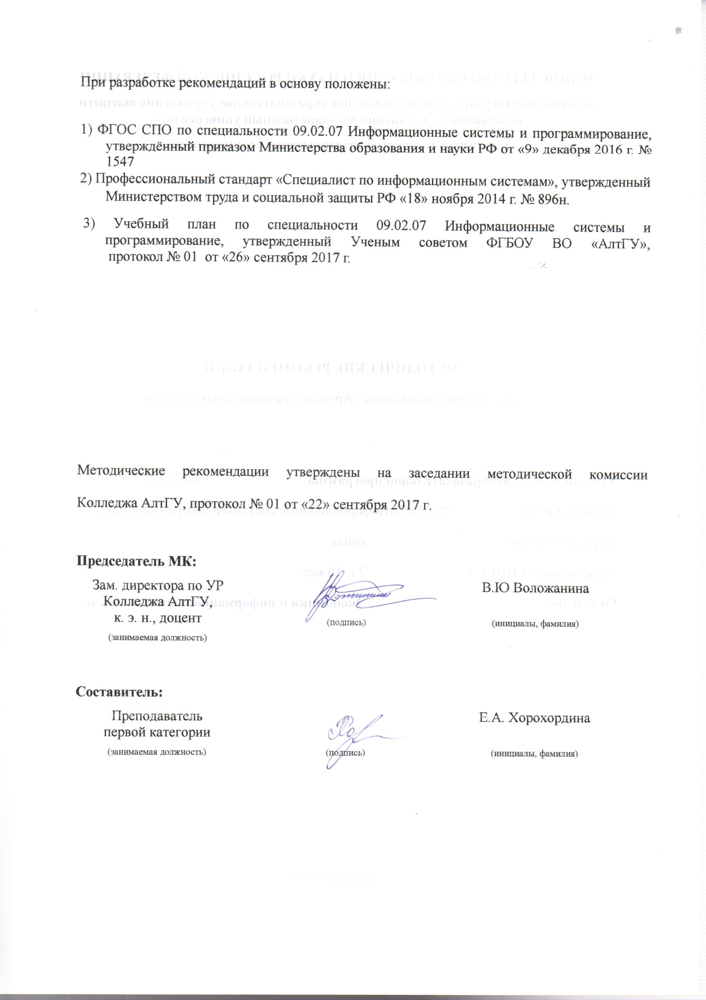 При разработке рекомендаций в основу положены:
1) ФГОС СПО по специальности 09.02.07 Информационные системы и программирование,
утверждённый приказом Министерства образования и науки РФ от «9» декабря 2016 г. №
1547
2) Профессиональный стандарт «Специалист по информационным системам», утвержденный
Министерством труда и социальной защиты РФ «18» ноября 2014 г. № 896н.
3) Учебный план по специальности 09.02.07 Информационные системы и
программирование, утвержденный Ученым советом ФГБОУ ВО «АлтГУ»,
протокол № 01 от «26» сентября 2017 г.
Методические рекомендации утверждены на заседании методической комиссии
Колледжа АлтГУ, протокол № 01 от «22» сентября 2017 г.
Председатель МК:
Зам. директора по УР
Колледжа АлтГУ,
к. э. н., доцент
(занимаемая должность)
(подпись)
В.Ю Воложанина
(инициалы, фамилия)
Составитель:
Преподаватель
первой категории
(занимаемая должность)
(подпись)
Е.А. Хорохордина
(инициалы, фамилия)